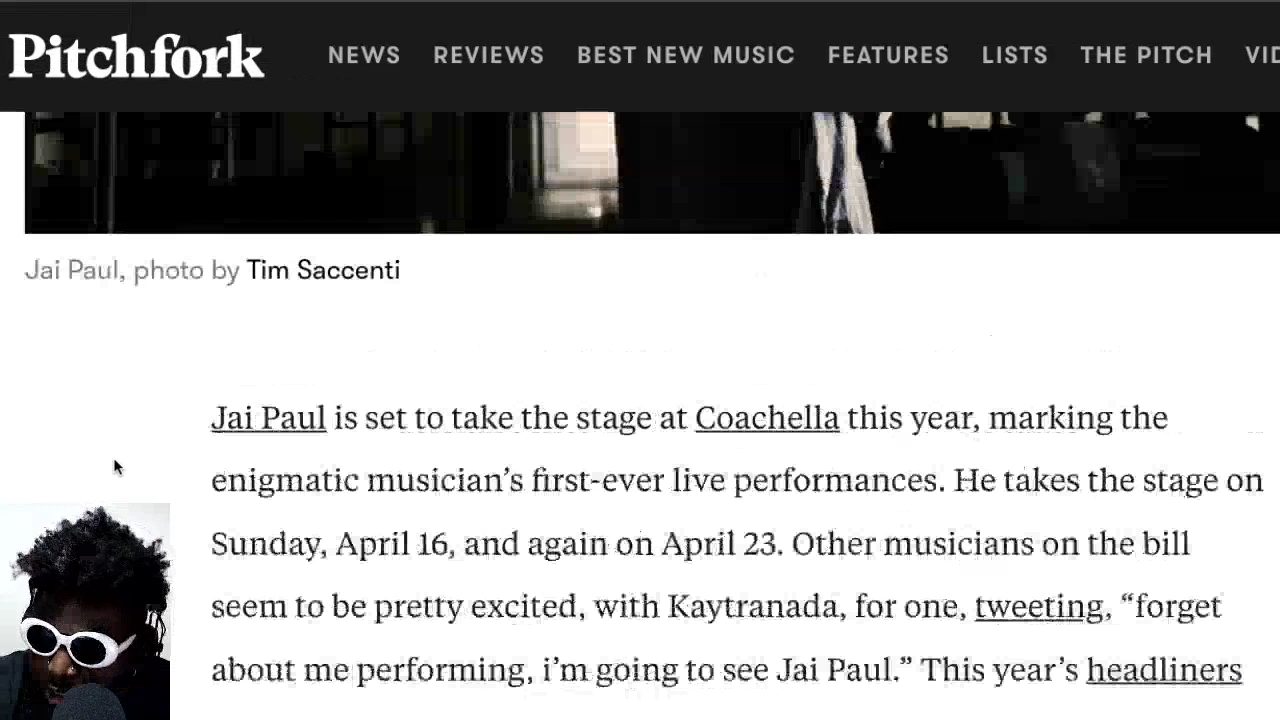 Pitchfork
NEWS REVIEWS BEST NEW MUSIC FEATURES LISTS THE PITCH
Jai Paul, photo by Tim Saccenti
Jai Paul is set to take the stage at Coachella this year, marking the
enigmatic musician’s first-ever live performances. He takes the stage on
Sunday, April 16, and again on April 23. Other musicians on the bill
seem to be pretty excited, with Kaytranada, for one, tweeting, “forget
about me performing, i’m going to see Jai Paul.” This year’s headliners